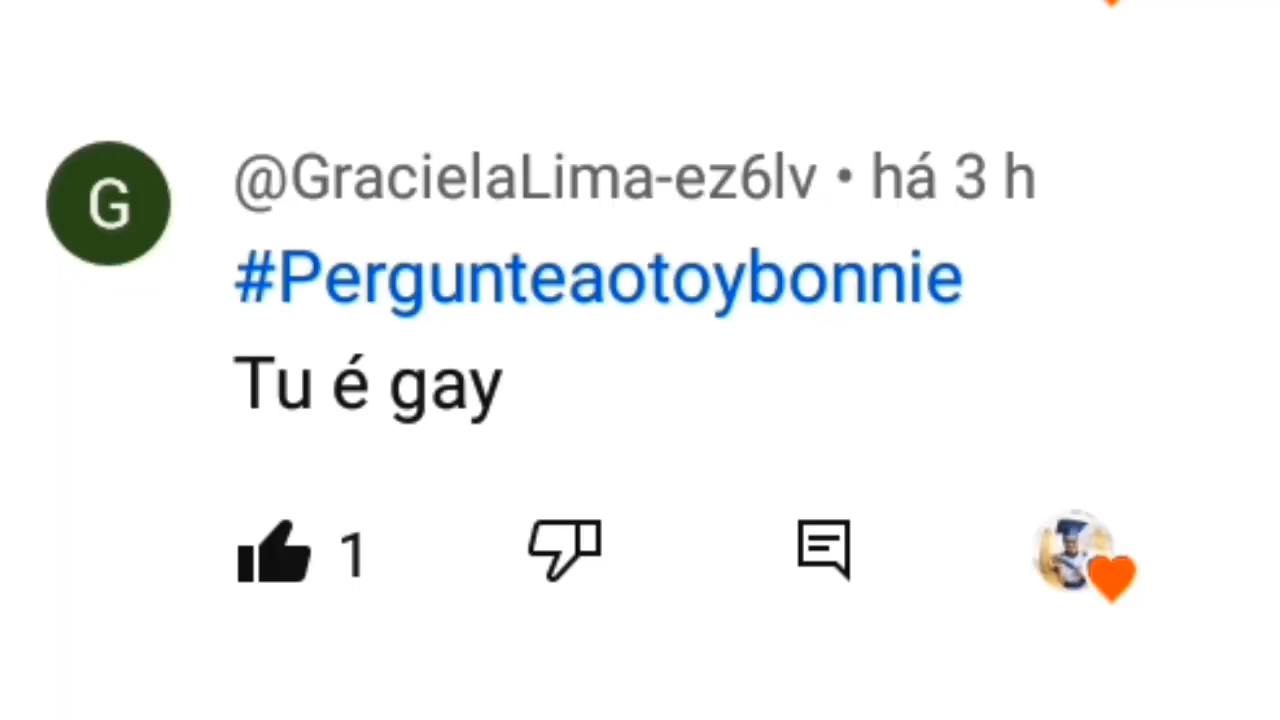 G
@GracielaLima-ez6lv • há 3 h
#Pergunteaotoybonnie
Tu é gay
1